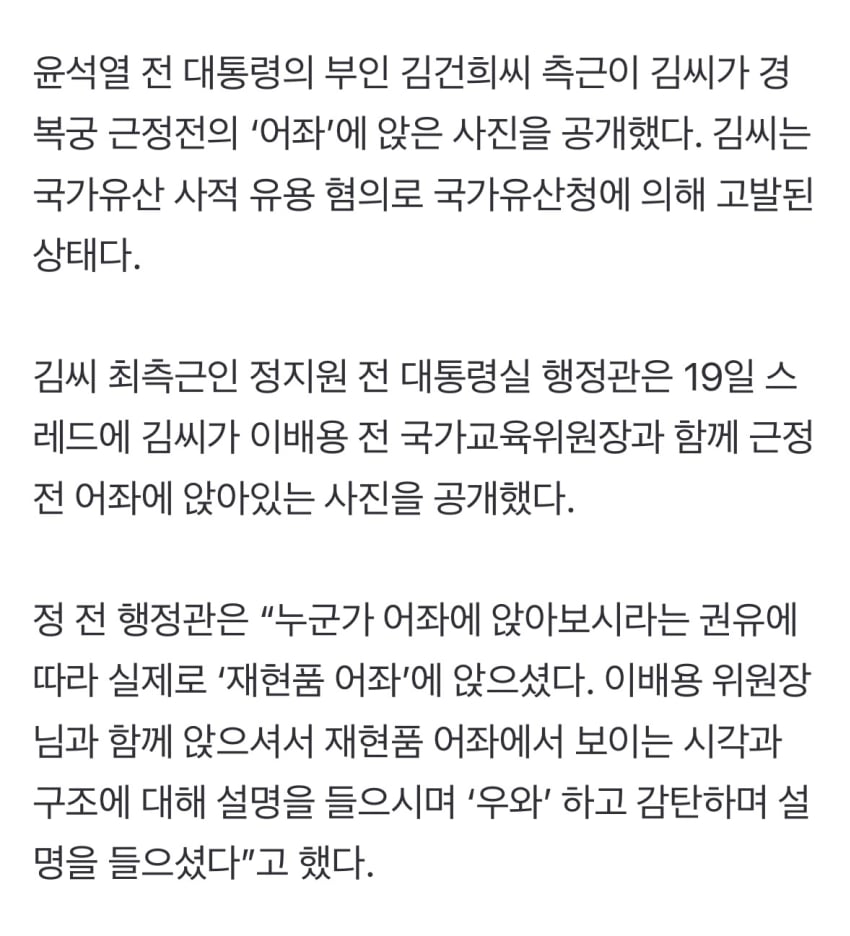 윤석열 전 대통령의 부인 김건희씨 측근이 김씨가 경
복궁 근정전의 ‘어좌’에 앉은 사진을 공개했다. 김씨는
국가유산 사적 유용 혐의로 국가유산청에 의해 고발된
상태다.
김씨 최측근인 정지원 전 대통령실 행정관은 19일 스
레드에 김씨가 이배용 전 국가교육위원장과 함께 근정
전 어좌에 앉아있는 사진을 공개했다.
정 전 행정관은 “누군가 어좌에 앉아보시라는 권유에
따라 실제로 ‘재현품 어좌’에 앉으셨다. 이배용 위원장
님과 함께 앉으셔서 재현품 어좌에서 보이는 시각과
구조에 대해 설명을 들으시며 ‘우와’ 하고 감탄하며 설
명을 들으셨다”고 했다.